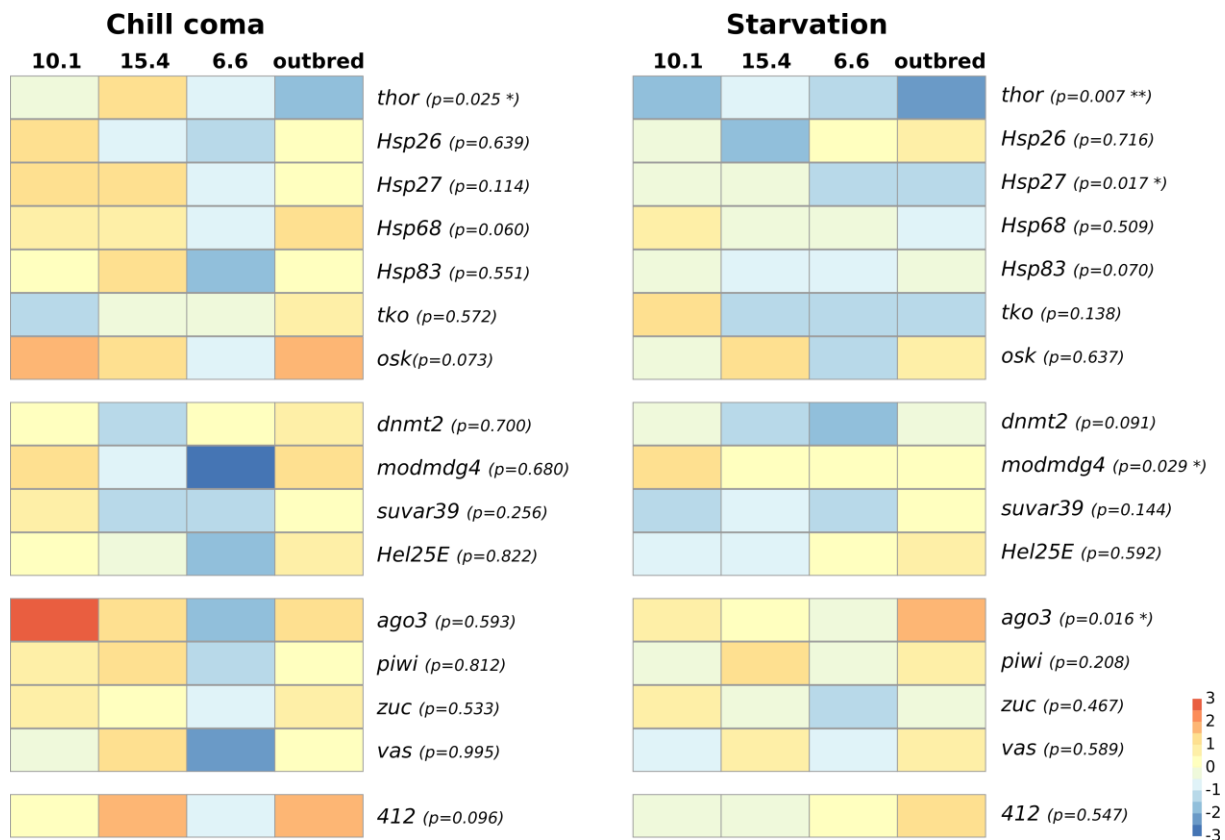 Chill coma
10.1 15.4 6.6 outbred
thor (p=0.025 *)
Hsp26 (p=0.639)
Hsp27 (p=0.114)
Hsp68 (p=0.060)
Hsp83 (p=0.551)
tko (p=0.572)
osk(p=0.073)
dnmt2 (p=0.700)
modmdg4 (p=0.680)
suvar39 (p=0.256)
Hel25E (p=0.822)
ago3 (p=0.593)
piwi (p=0.812)
zuc (p=0.533)
vas (p=0.995)
412 (p=0.096)
Starvation
10.1 15.4 6.6 outbred
thor (p=0.007 **)
Hsp26 (p=0.716)
Hsp27 (p=0.017 *)
Hsp68 (p=0.509)
Hsp83 (p=0.070)
tko (p=0.138)
osk (p=0.637)
dnmt2 (p=0.091)
modmdg4 (p=0.029 *)
suvar39 (p=0.144)
Hel25E (p=0.592)
ago3 (p=0.016 *)
piwi (p=0.208)
zuc (p=0.467)
vas (p=0.589)
412 (p=0.547)
3
2
1
0
-1
-2
-3